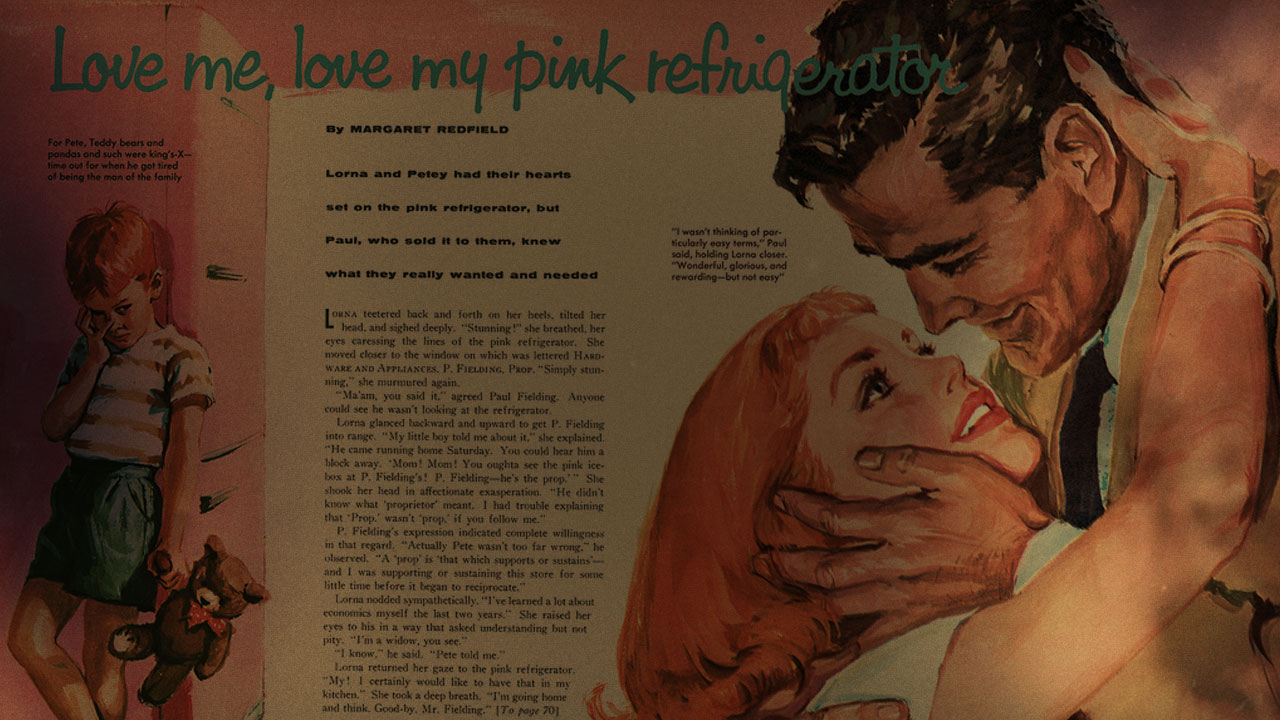 Love me, love my pink refrigerator
For Pete, Teddy bears and
pandas and such were king's-X—
time out for when he got tired
of being the man of the family
By MARGARET REDFIELD
Lorna and Petey had their hearts
set on the pink refrigerator, but
Paul, who sold it to them, knew
what they really wanted and needed
"I wasn't thinking of par-
ticularly easy terms," Paul
said, holding Lorna closer.
"Wonderful, glorious, and
rewarding—but not easy"
LORNA teetered back and forth on her heels, tilted her
head, and sighed deeply. "Stunning!" she breathed, her
eyes caressing the lines of the pink refrigerator. She
moved closer to the window on which was lettered HARD-
WARE AND APPLIANCES, P. FIELDING, PROP. "Simply stun-
ning," she murmured again.
"Ma'am, you said it," agreed Paul Fielding. Anyone
could see he wasn't looking at the refrigerator.
Lorna glanced backward and upward to get P. Fielding
into range. "My little boy told me about it," she explained.
"He came running home Saturday. You could hear him a
block away. 'Mom! Mom! You oughta see the pink ice-
box at P. Fielding's! P. Fielding—he's the prop.'" She
shook her head in affectionate exasperation. "He didn't
know what 'proprietor' meant. I had trouble explaining
that 'Prop.' wasn't 'prop,' if you follow me."
P. Fielding's expression indicated complete willingness
in that regard. "Actually Pete wasn't too far wrong," he
observed. "A 'prop' is 'that which supports or sustains'—
and I was supporting or sustaining this store for some
little time before it began to reciprocate."
Lorna nodded sympathetically. "I've learned a lot about
economics myself the last two years." She raised her
eyes to his in a way that asked understanding but not
pity. "I'm a widow, you see."
"I know," he said. "Pete told me."
Lorna returned her gaze to the pink refrigerator.
"My! I certainly would like to have that in my
kitchen." She took a deep breath. "I'm going home
and think. Good-by, Mr. Fielding." [To page 70]